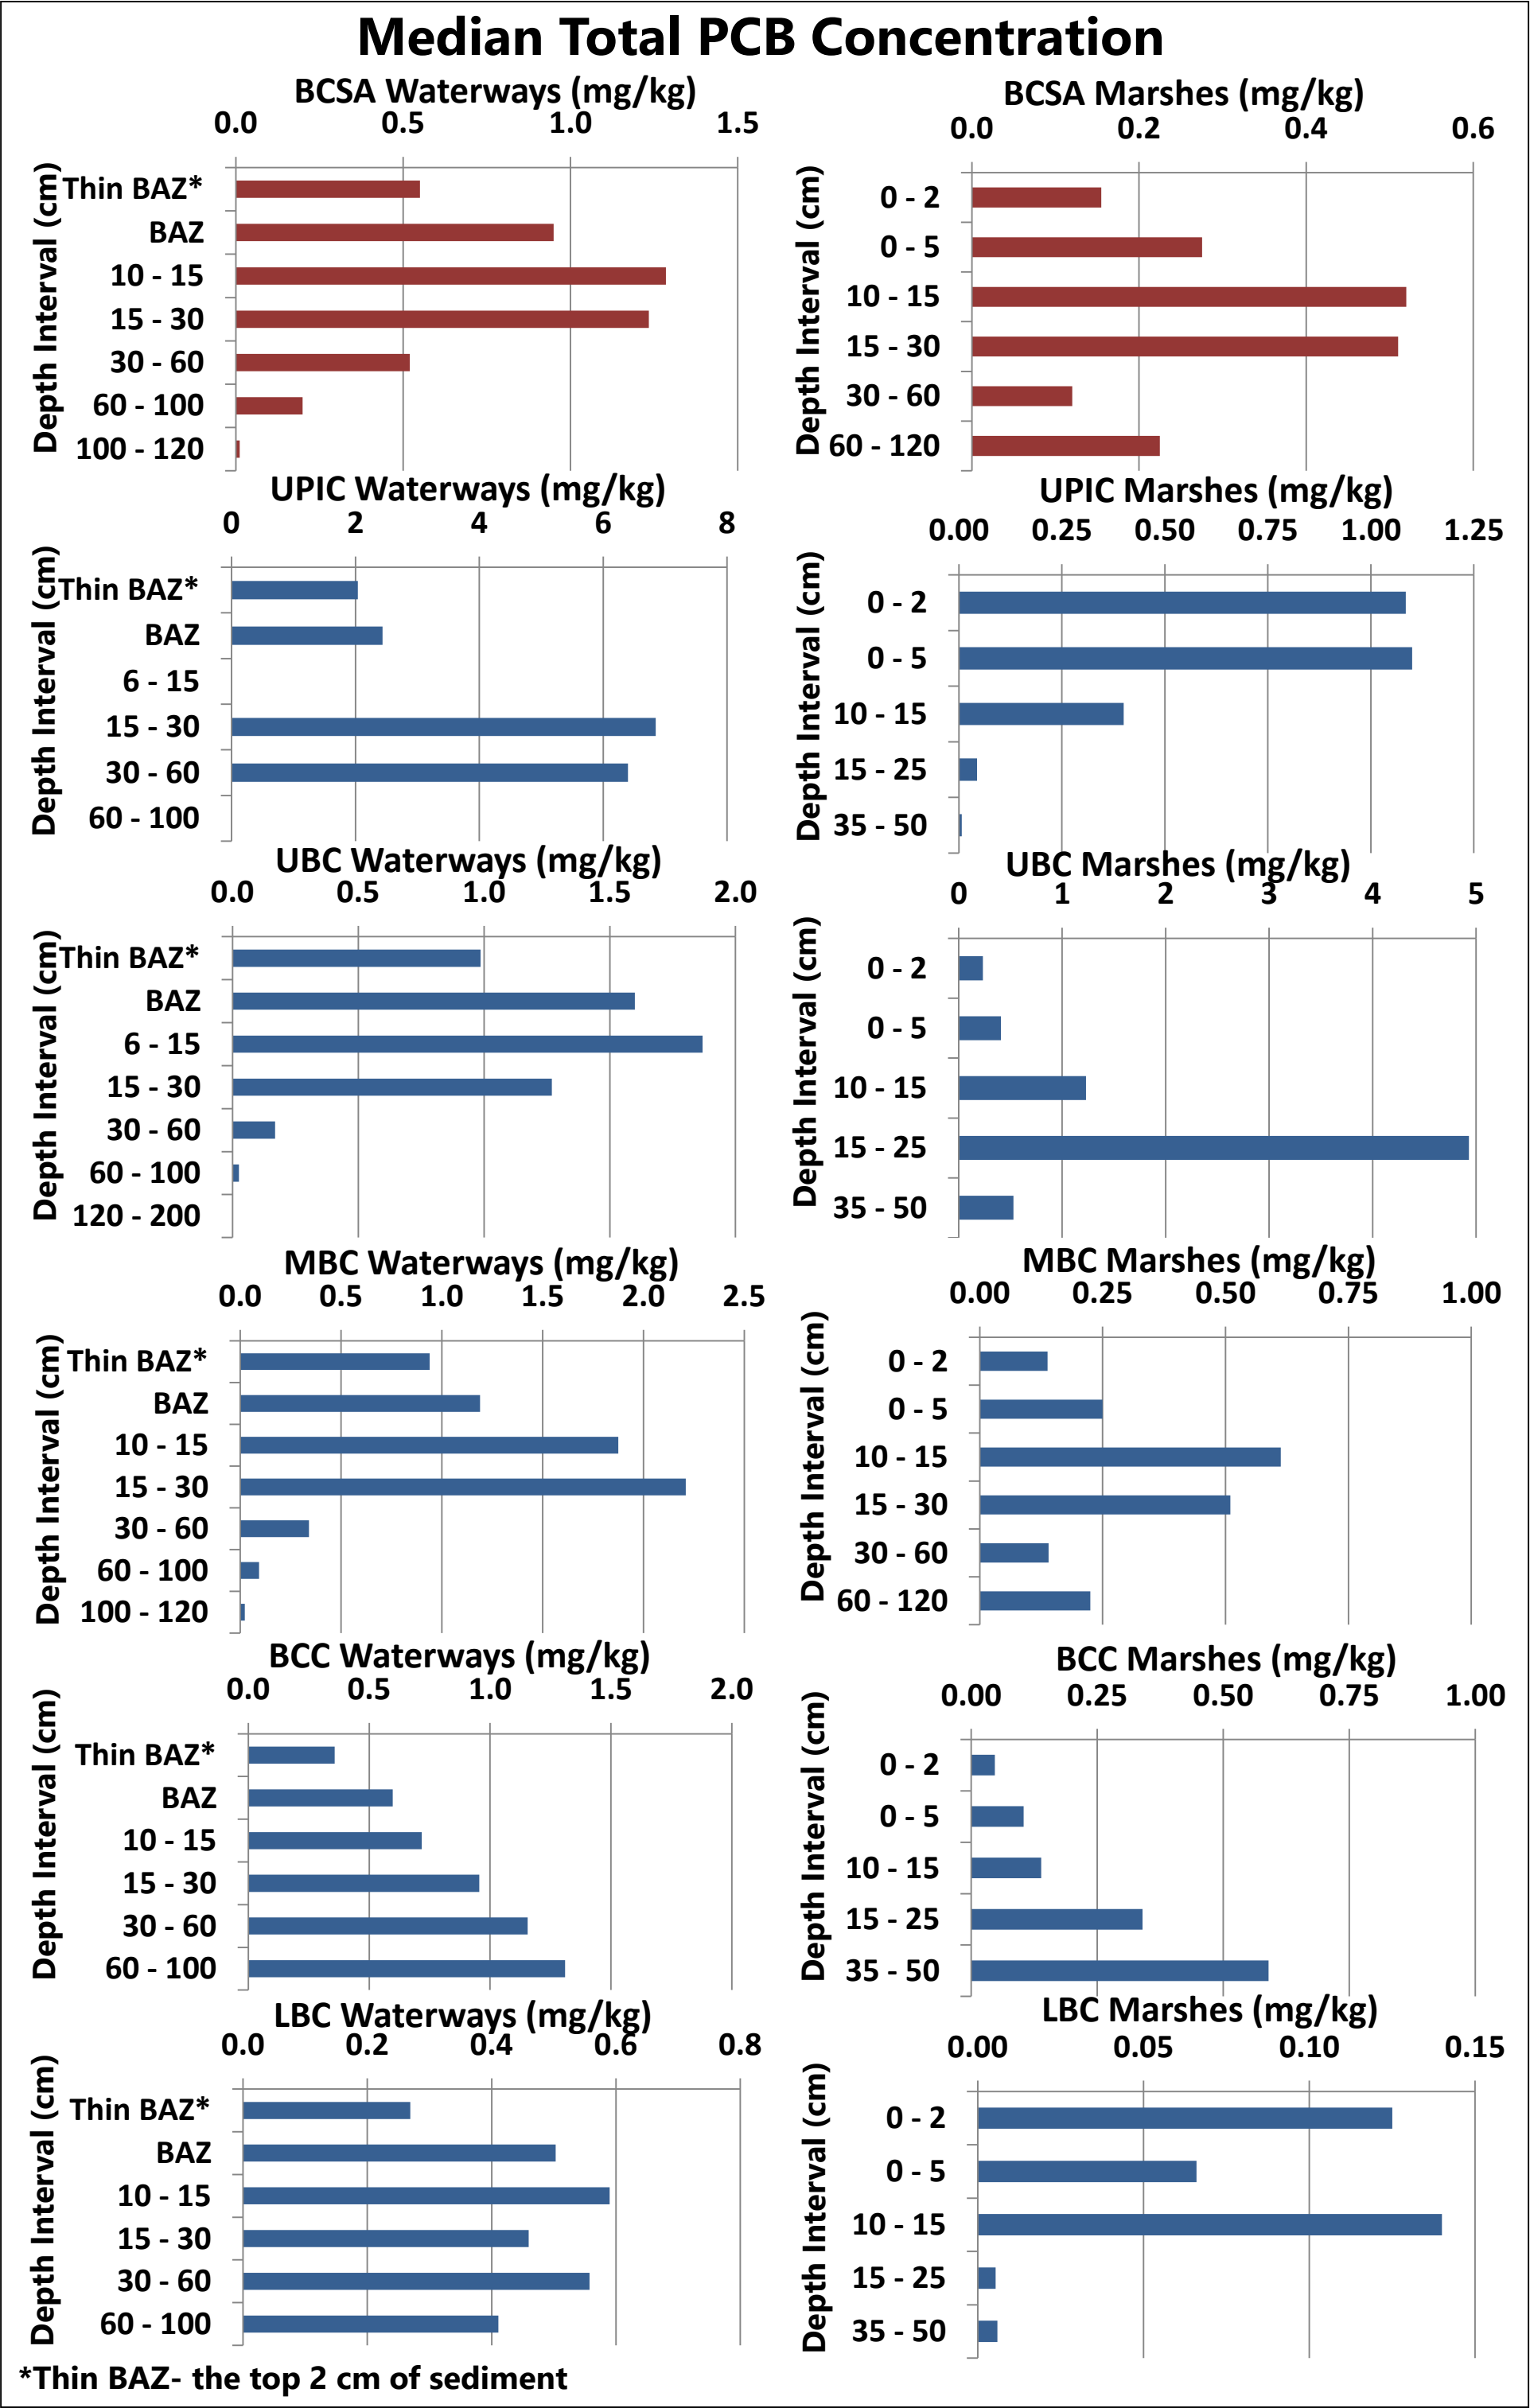 Median Total PCB Concentration
BCSA Waterways (mg/kg)
0.0 0.5 1.0 1.5
Depth Interval (cm)
Thin BAZ*
BAZ
10 - 15
15 - 30
30 - 60
60 - 100
100 - 120
BCSA Marshes (mg/kg)
0.0 0.2 0.4 0.6
Depth Interval (cm)
0 - 2
0 - 5
10 - 15
15 - 30
30 - 60
60 - 120
UPIC Waterways (mg/kg)
0 2 4 6 8
Depth Interval (cm)
Thin BAZ*
BAZ
6 - 15
15 - 30
30 - 60
60 - 100
UPIC Marshes (mg/kg)
0.00 0.25 0.50 0.75 1.00 1.25
Depth Interval (cm)
0 - 2
0 - 5
10 - 15
15 - 25
35 - 50
UBC Waterways (mg/kg)
0.0 0.5 1.0 1.5 2.0
Depth Interval (cm)
Thin BAZ*
BAZ
6 - 15
15 - 30
30 - 60
60 - 100
120 - 200
UBC Marshes (mg/kg)
0 1 2 3 4 5
Depth Interval (cm)
0 - 2
0 - 5
10 - 15
15 - 25
35 - 50
MBC Waterways (mg/kg)
0.0 0.5 1.0 1.5 2.0 2.5
Depth Interval (cm)
Thin BAZ*
BAZ
10 - 15
15 - 30
30 - 60
60 - 100
100 - 120
MBC Marshes (mg/kg)
0.00 0.25 0.50 0.75 1.00
Depth Interval (cm)
0 - 2
0 - 5
10 - 15
15 - 30
30 - 60
60 - 120
BCC Waterways (mg/kg)
0.0 0.5 1.0 1.5 2.0
Depth Interval (cm)
Thin BAZ*
BAZ
10 - 15
15 - 30
30 - 60
60 - 100
BCC Marshes (mg/kg)
0.00 0.25 0.50 0.75 1.00
Depth Interval (cm)
0 - 2
0 - 5
10 - 15
15 - 25
35 - 50
LBC Waterways (mg/kg)
0.0 0.2 0.4 0.6 0.8
Depth Interval (cm)
Thin BAZ*
BAZ
10 - 15
15 - 30
30 - 60
60 - 100
LBC Marshes (mg/kg)
0.00 0.05 0.10 0.15
Depth Interval (cm)
0 - 2
0 - 5
10 - 15
15 - 25
35 - 50
*Thin BAZ- the top 2 cm of sediment